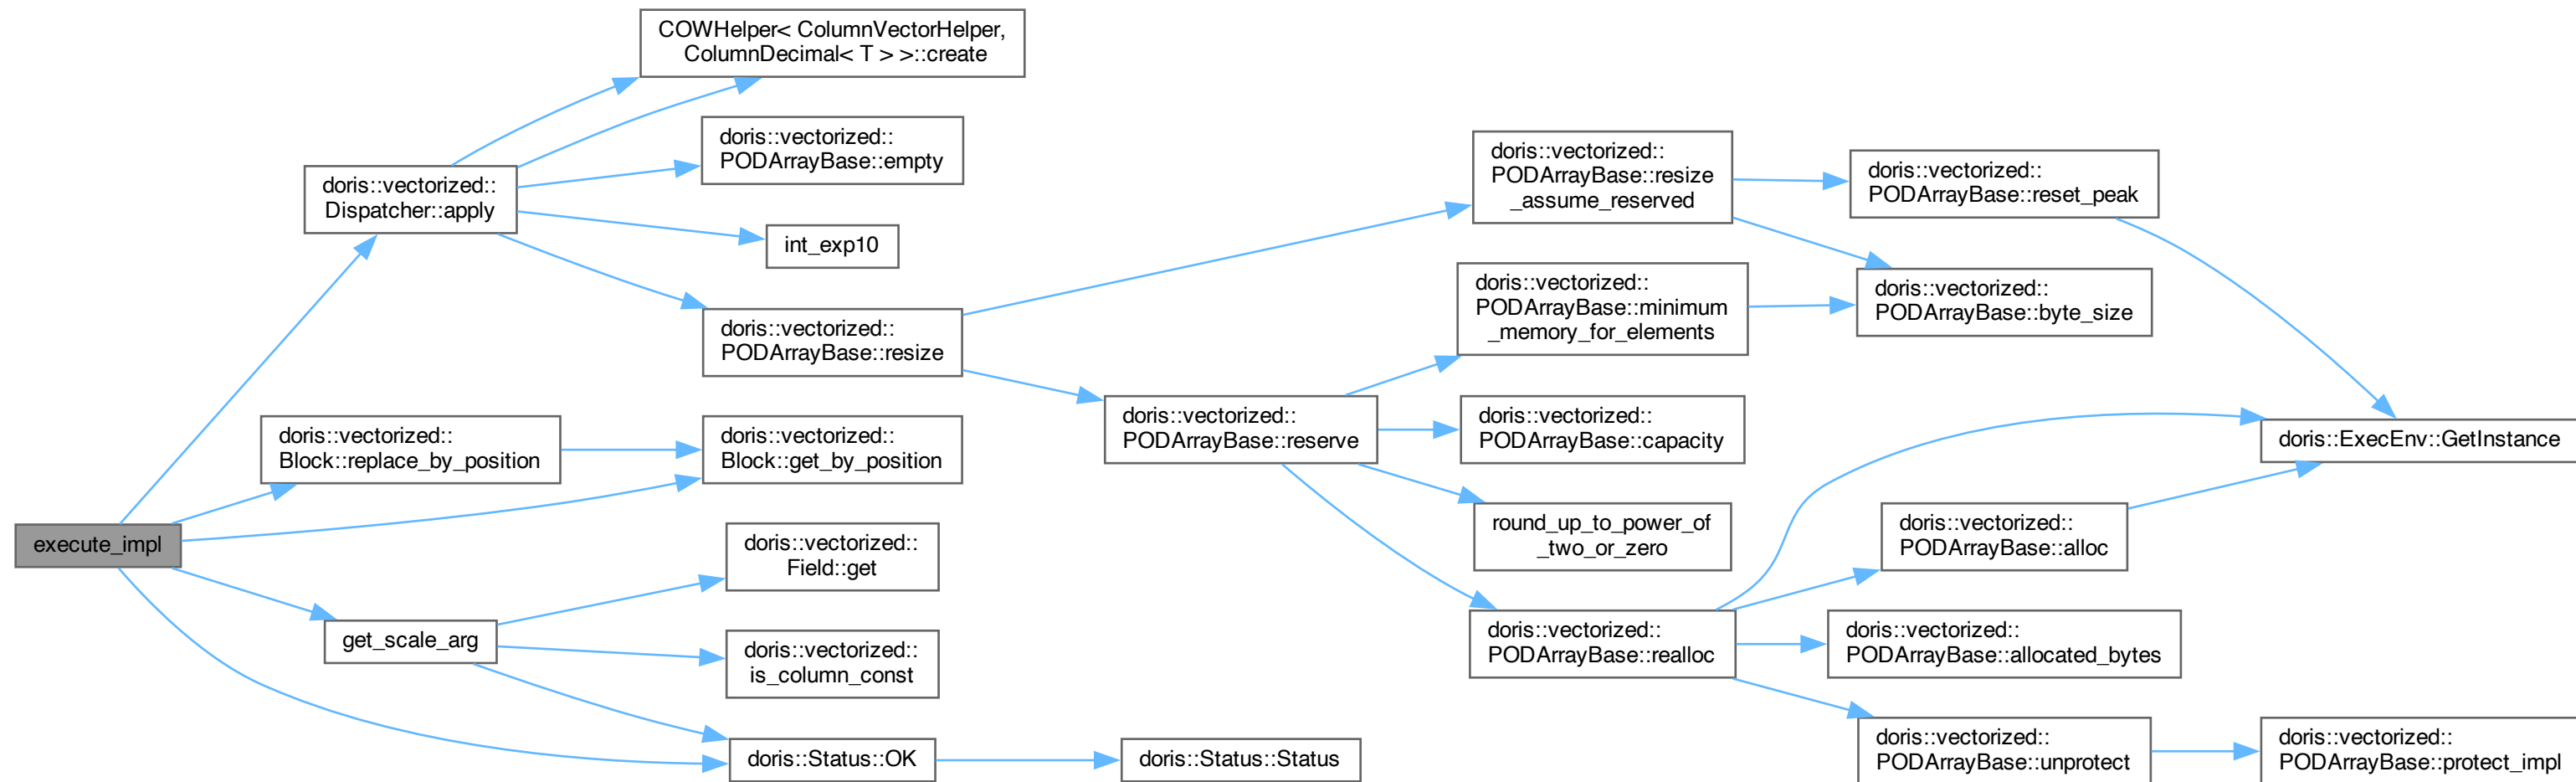 COWHelper< ColumnVectorHelper,
ColumnDecimal< T > >::create
doris::vectorized::
PODArrayBase::empty
doris::vectorized::
Dispatcher::apply
int_exp10
doris::vectorized::
PODArrayBase::resize
doris::vectorized::
PODArrayBase::resize
_assume_reserved
doris::vectorized::
PODArrayBase::reset_peak
doris::vectorized::
PODArrayBase::minimum
_memory_for_elements
doris::vectorized::
PODArrayBase::byte_size
doris::vectorized::
Block::replace_by_position
doris::vectorized::
Block::get_by_position
doris::vectorized::
PODArrayBase::reserve
doris::vectorized::
PODArrayBase::capacity
doris::ExecEnv::GetInstance
execute_impl
doris::vectorized::
Field::get
round_up_to_power_of
_two_or_zero
doris::vectorized::
PODArrayBase::alloc
get_scale_arg
doris::vectorized::
is_column_const
doris::vectorized::
PODArrayBase::realloc
doris::vectorized::
PODArrayBase::allocated_bytes
doris::Status::OK
doris::Status::Status
doris::vectorized::
PODArrayBase::unprotect
doris::vectorized::
PODArrayBase::protect_impl